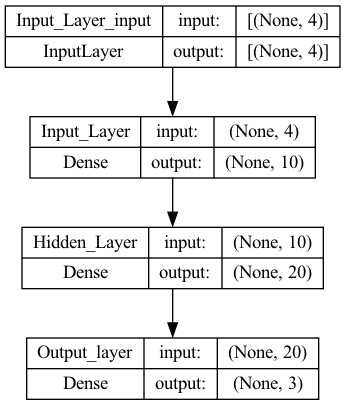 Input_Layer_input input: [(None, 4)]
InputLayer output: [(None, 4)]
Input_Layer input: (None, 4)
Dense output: (None, 10)
Hidden_Layer input: (None, 10)
Dense output: (None, 20)
Output_layer input: (None, 20)
Dense output: (None, 3)